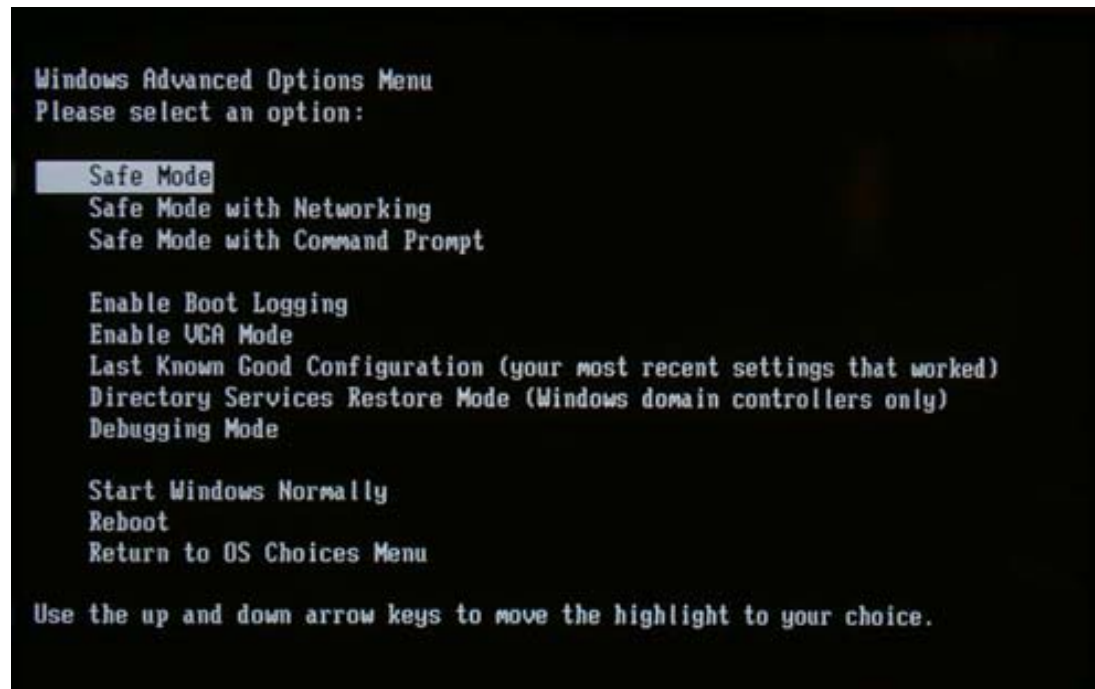 Windows Advanced Options Menu
Please select an option:
Safe Mode
Safe Mode with Networking
Safe Mode with Command Prompt
Enable Boot Logging
Enable VGA Mode
Last Known Good Configuration (your most recent settings that worked)
Directory Services Restore Mode (Windows domain controllers only)
Debugging Mode
Start Windows Normally
Reboot
Return to OS Choices Menu
Use the up and down arrow keys to move the highlight to your choice.